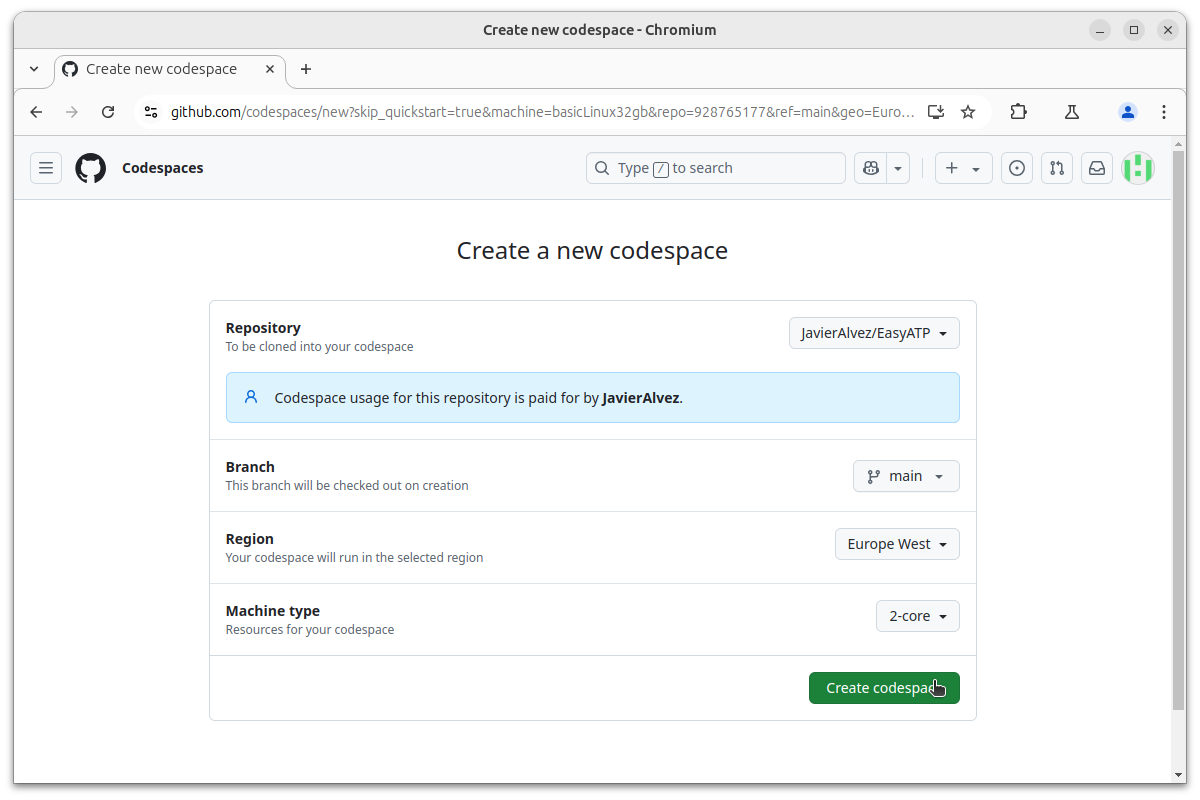 Create new codespace - Chromium
Create new codespace
github.com/codespaces/new?skip_quickstart=true&machine=basicLinux32gb&repo=928765177&ref=main&geo=Euro...
Codespaces
Type / to search
Create a new codespace
Repository
To be cloned into your codespace
JavierAlvez/EasyATP
Codespace usage for this repository is paid for by JavierAlvez.
Branch
This branch will be checked out on creation
main
Region
Your codespace will run in the selected region
Europe West
Machine type
Resources for your codespace
2-core
Create codespace